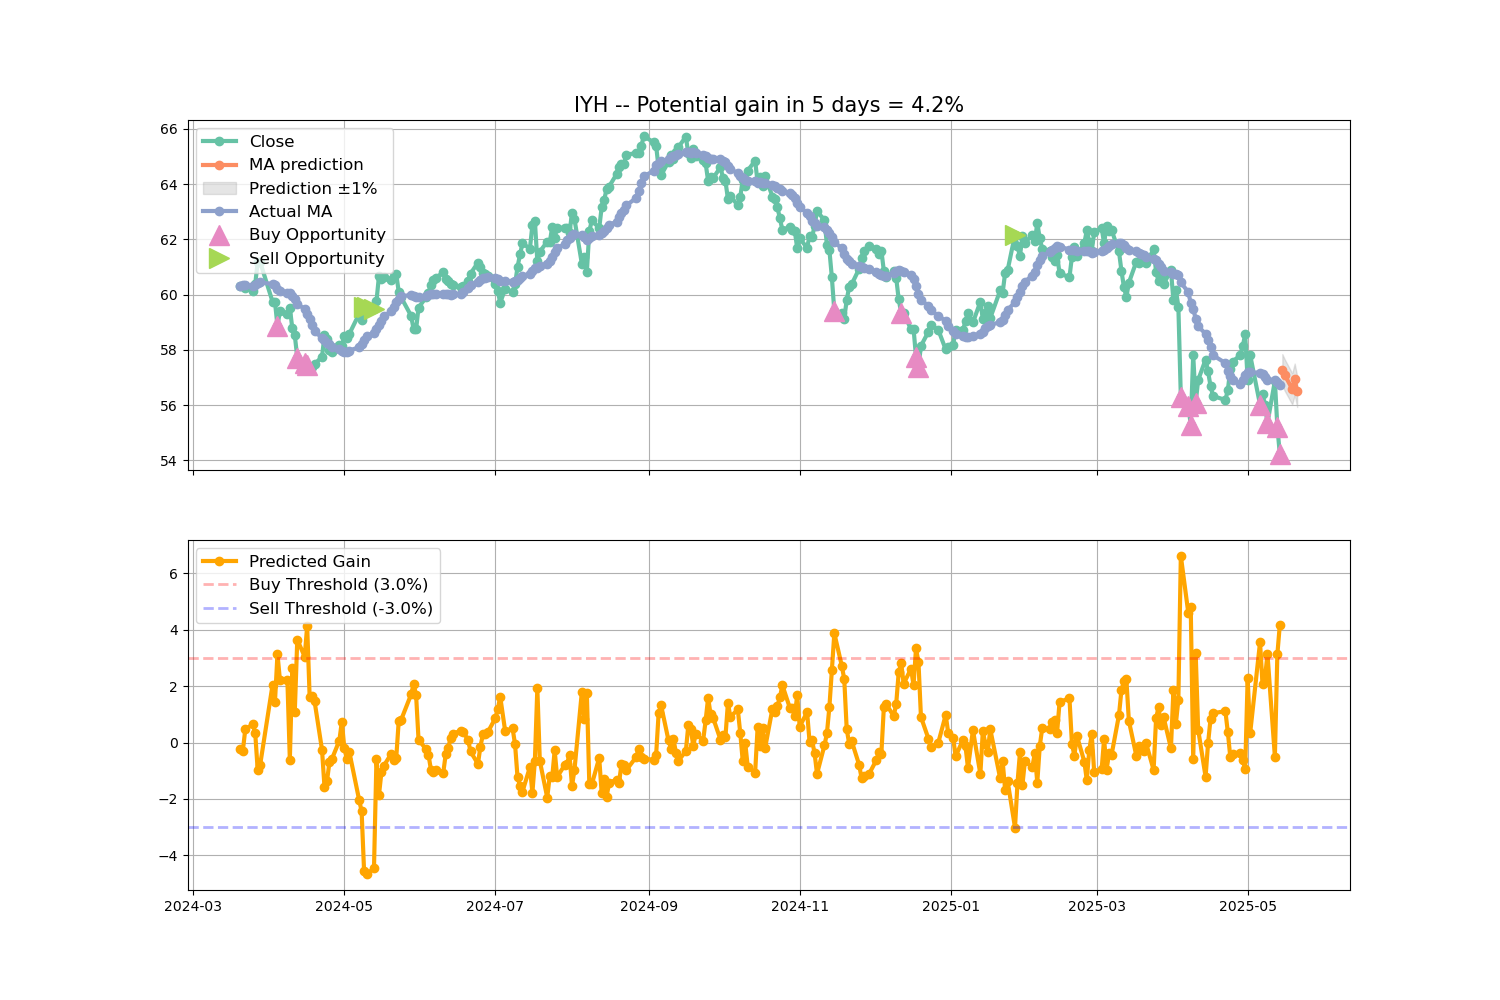 IYH -- Potential gain in 5 days = 4.2%
66
64
62
60
58
56
54
Close
MA prediction
Prediction ±1%
Actual MA
Buy Opportunity
Sell Opportunity
6
4
2
0
−2
−4
Predicted Gain
Buy Threshold (3.0%)
Sell Threshold (-3.0%)
2024-03 2024-05 2024-07 2024-09 2024-11 2025-01 2025-03 2025-05